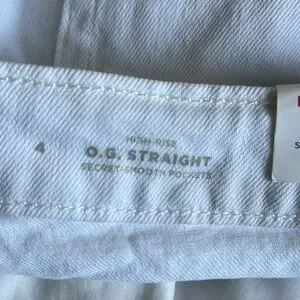 4
HIGH-RISE
O.G. STRAIGHT
SECRET-SMOOTH POCKETS
S